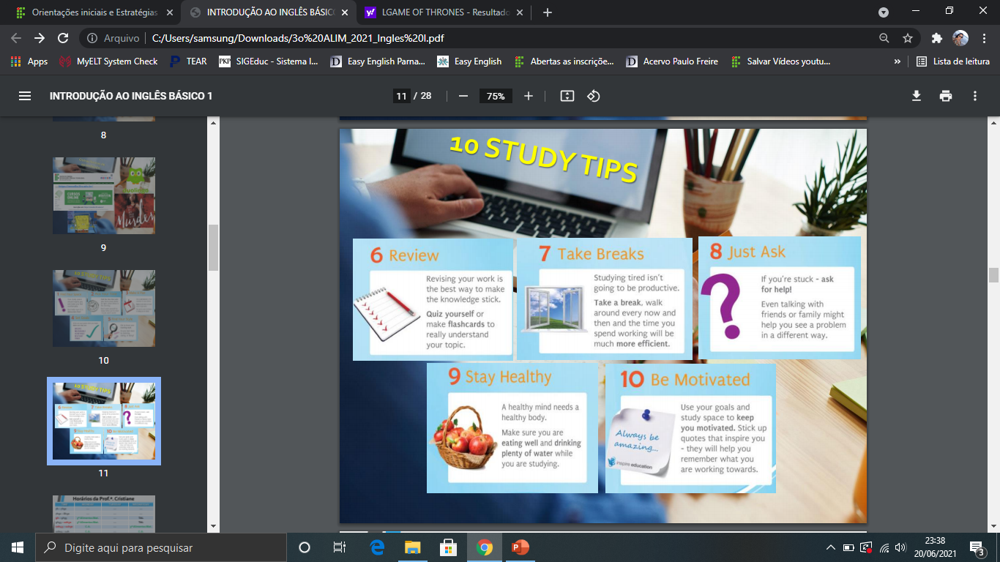 Orientações iniciais e Estratégias
INTRODUÇÃO AO INGLÊS BÁSICO
LGAME OF THRONES - Resultado
Arquivo
C:/Users/samsung/Downloads/3o%20ALIM_2021_Ingles%20I.pdf
Apps
MyELT System Check
TEAR
SIGEduc - Sistema I...
Easy English Parna...
Easy English
Abertas as inscriçõe...
Acervo Paulo Freire
Salvar Vídeos youtu...
»
Lista de leitura
INTRODUÇÃO AO INGLÊS BÁSICO 1
11 / 28
75%
8
9
10
11
Horários da Prof.ª. Cristiane
10 STUDY TIPS
6 Review
Revising your work is
the best way to make
the knowledge stick.
Quiz yourself or
make flashcards to
really understand
your topic.
7 Take Breaks
Studying tired isn't
going to be productive.
Take a break, walk
around every now and
then and the time you
spend working will be
much more efficient.
8 Just Ask
If you're stuck - ask
for help!
Even talking with
friends or family might
help you see a problem
in a different way.
9 Stay Healthy
A healthy mind needs a
healthy body.
Make sure you are
eating well and drinking
plenty of water while
you are studying.
10 Be Motivated
Always be
amazing...
inspire education
Use your goals and
study space to keep
you motivated. Stick up
quotes that inspire you
- they will help you
remember what you
are working towards.
Digite aqui para pesquisar
23:38
20/06/2021
3